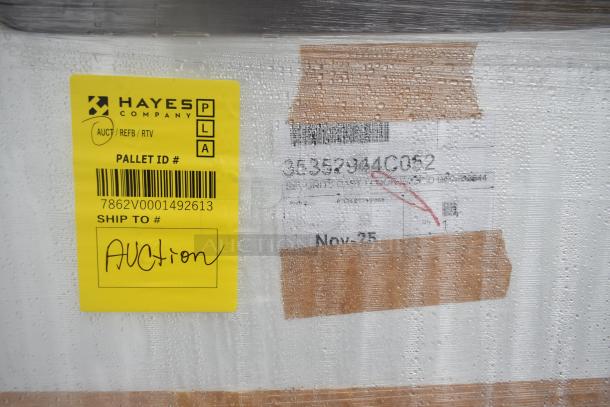 HAYES
COMPANY
P
L
A
AUCT / REFB / RTV
PALLET ID #
7862V0001492613
SHIP TO #
AUCTion
35352944C052
Nov-25